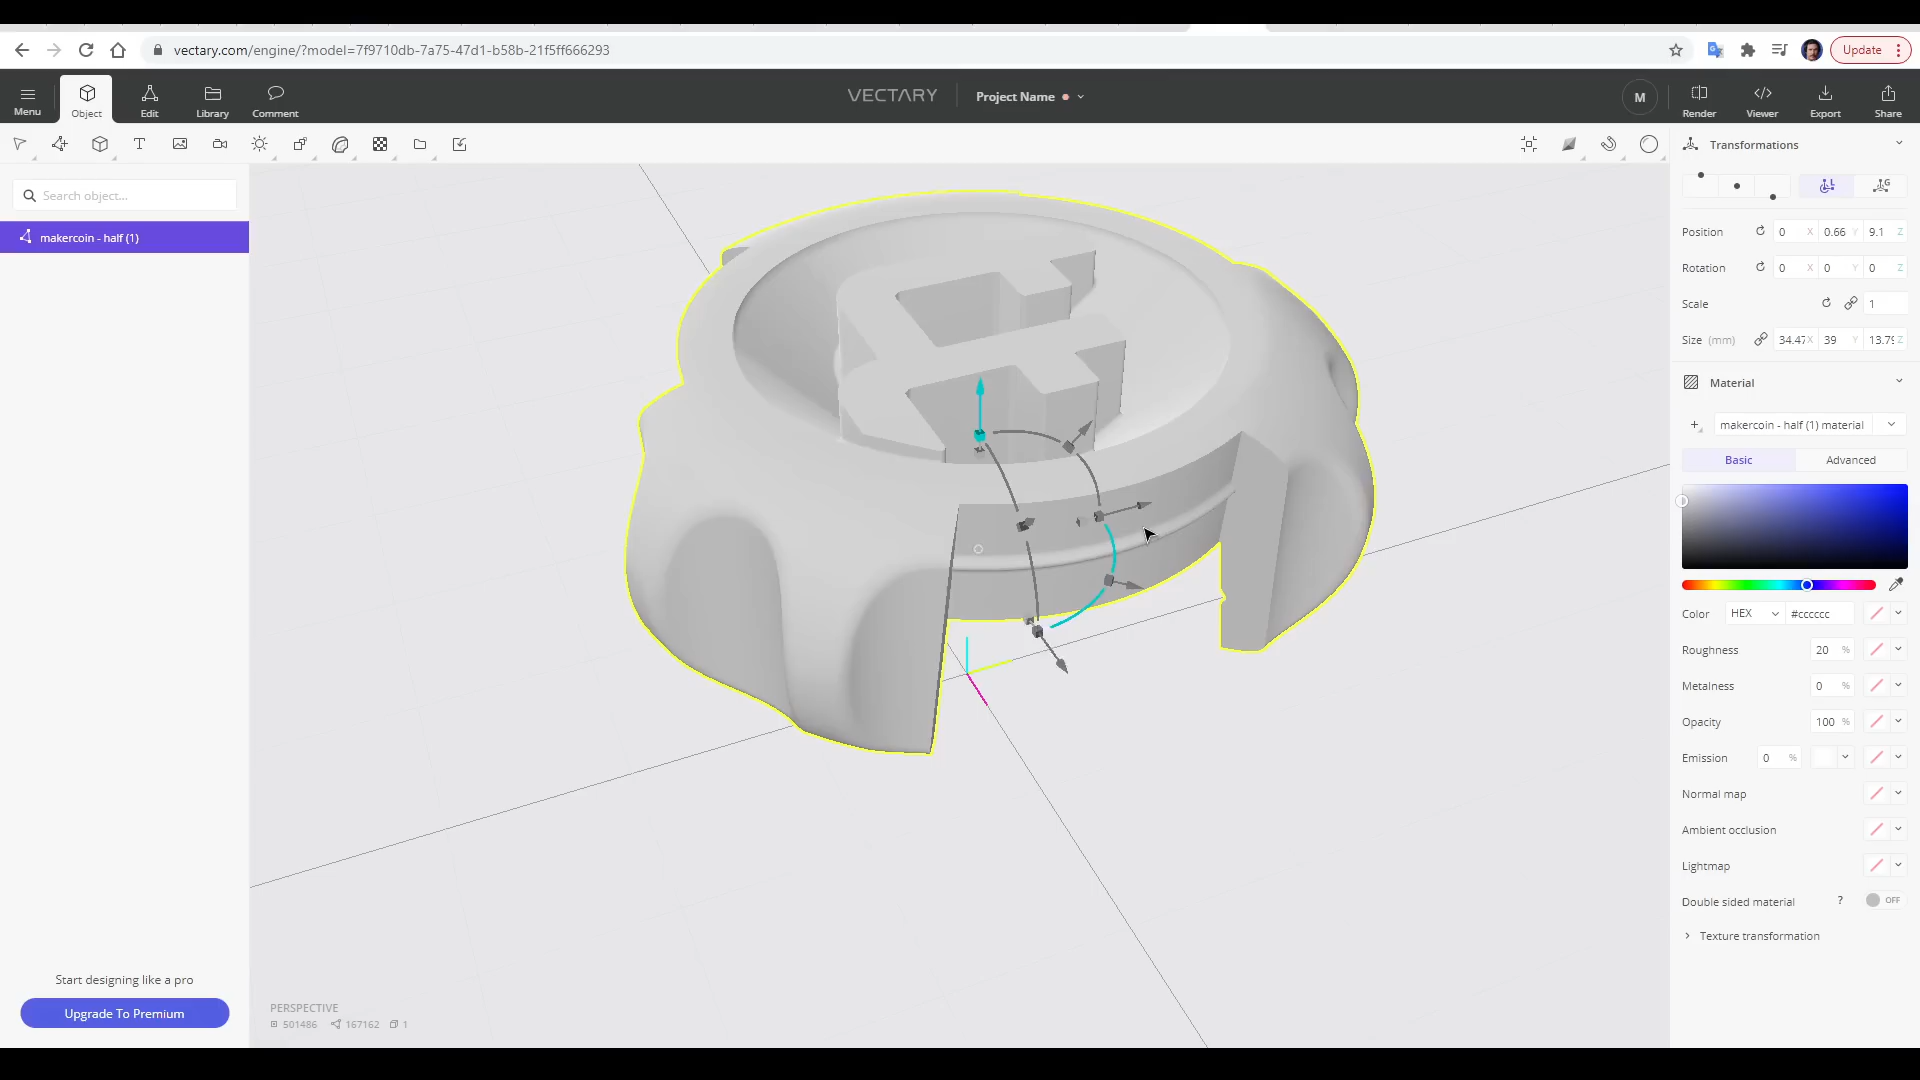 vectary.com/engine/?model=7f9710db-7a75-47d1-b58b-21f5ff666293
Update
Menu
Object
Edit
Library
Comment
VECTARY
Project Name
M
Render
Viewer
Export
Share
T
Search object...
makercoin - half (1)
Transformations
L
G
Position
0 X
0.66 Y
9.1 Z
Rotation
0 X
0 Y
0 Z
Scale
1
Size (mm)
34.47 X
39 Y
13.79 Z
Material
makercoin - half (1) material
Basic
Advanced
Color
HEX
#cccccc
Roughness
20 %
Metalness
0 %
Opacity
100 %
Emission
0 %
Normal map
Ambient occlusion
Lightmap
Double sided material
?
OFF
Texture transformation
Start designing like a pro
Upgrade To Premium
PERSPECTIVE
501486
167162
1